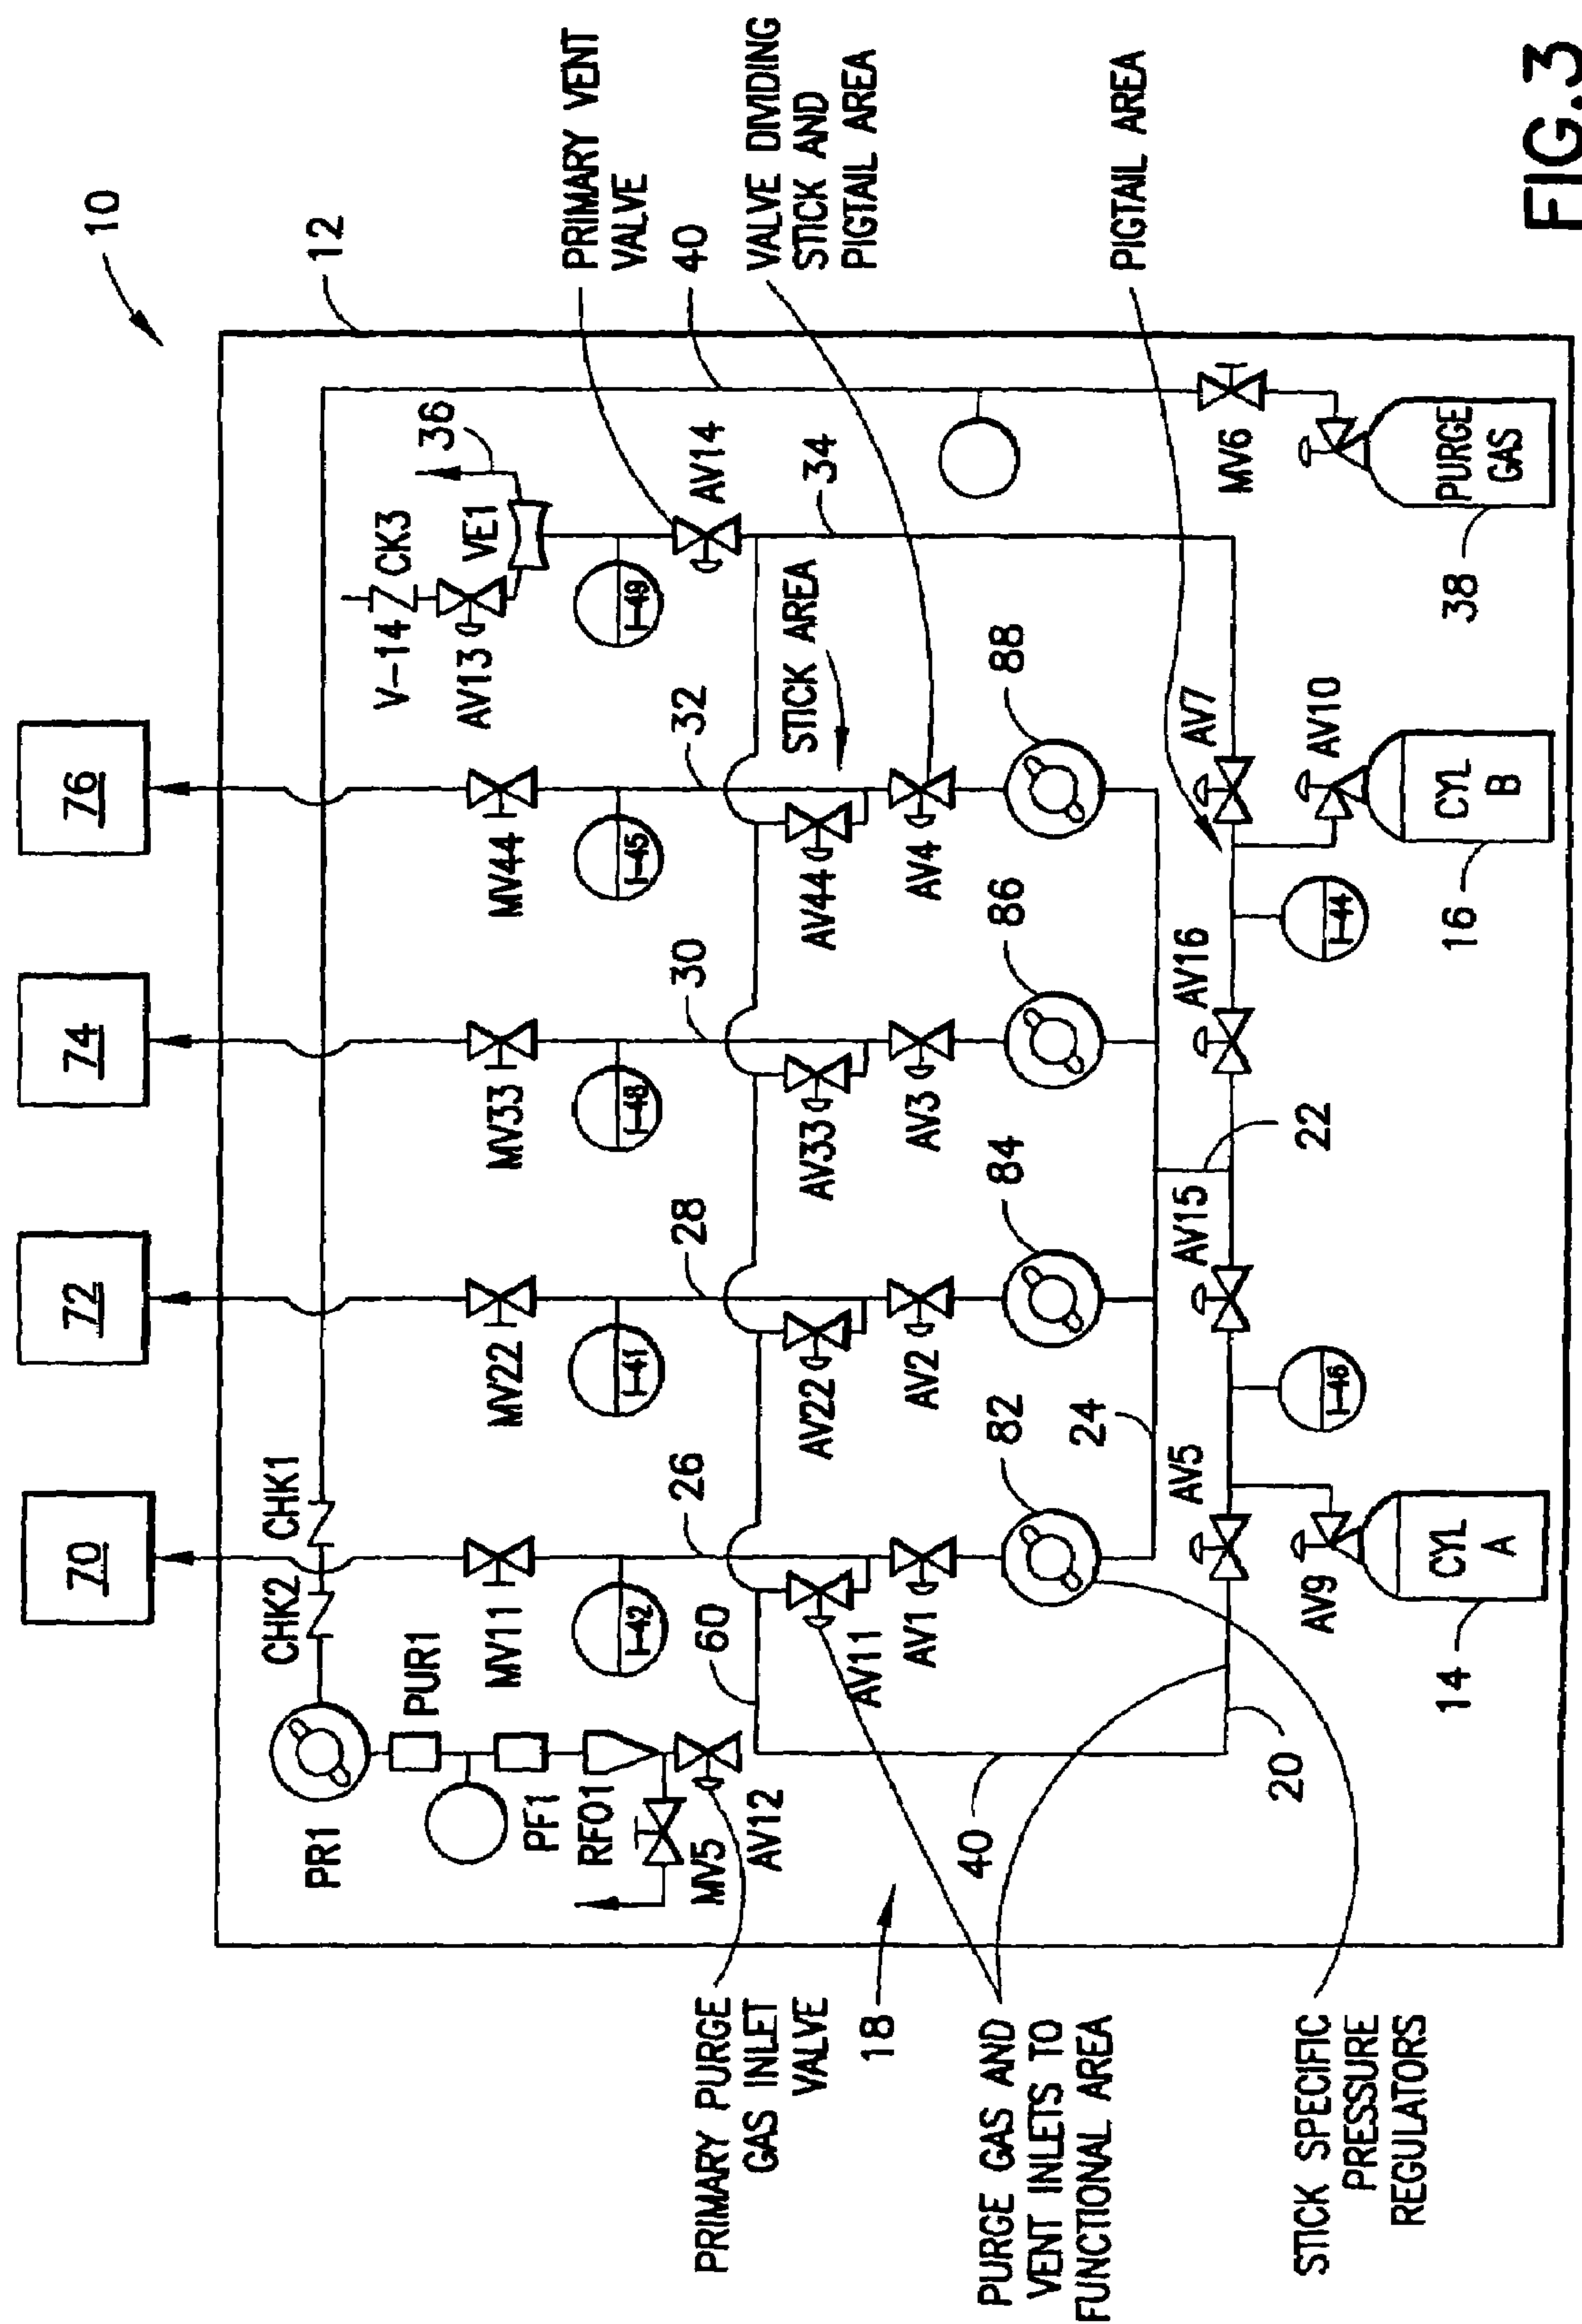 10
12
PRIMARY VENT
VALVE
40
VALVE DIVIDING
STICK AND
PIGTAIL AREA
PIGTAIL AREA
76
74
72
70
36
CK3
V-14
VE1
AV13
AV14
I-49
34
STICK AREA
CHK1
CHK2
PR1
PUR1
PF1
RFO1
MV5
AV12
MV44
MV33
MV22
MV11
32
30
28
26
I-45
I-48
I-41
I-42
60
AV44
AV33
AV22
AV11
AV4
AV3
AV2
AV1
88
86
84
82
24
22
AV7
AV16
AV15
AV5
I-44
I-46
AV10
AV9
MV6
PURGE
GAS
38
CYL
B
16
CYL
A
14
20
40
18
PRIMARY PURGE
GAS INLET
VALVE
PURGE GAS AND
VENT INLETS TO
FUNCTIONAL AREA
STICK SPECIFIC
PRESSURE
REGULATORS
FIG.3